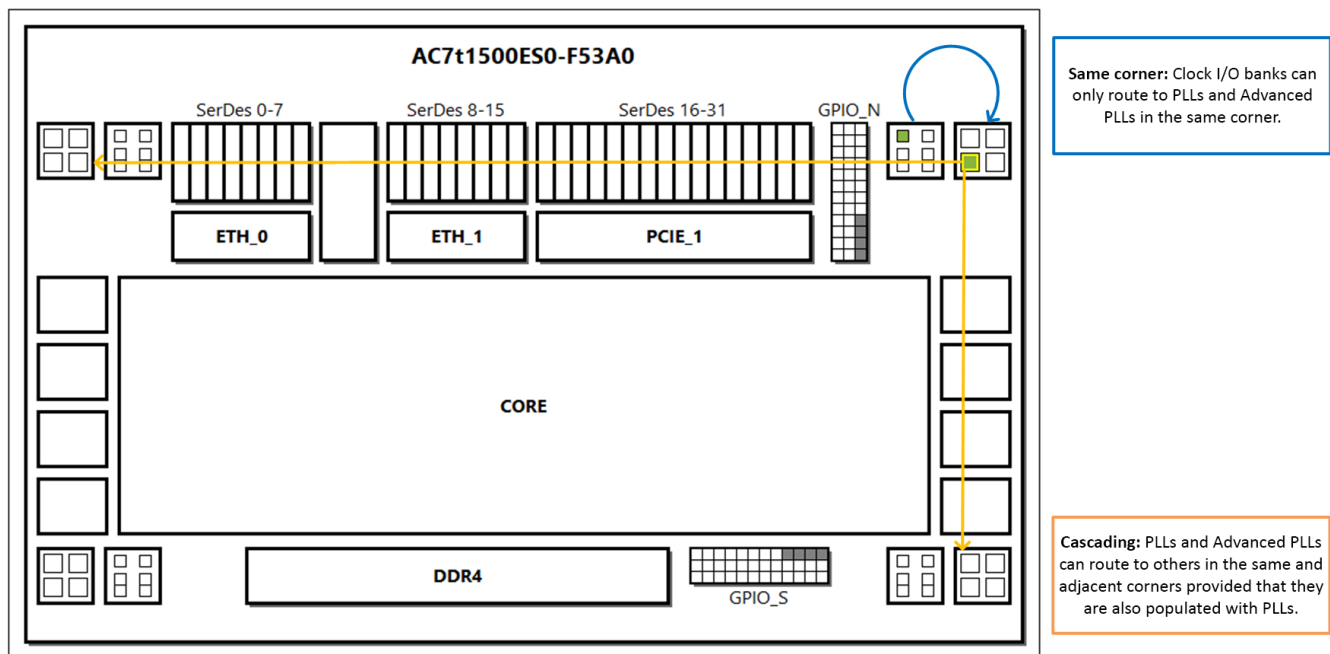 AC7t1500ES0-F53A0
SerDes 0-7
SerDes 8-15
SerDes 16-31
GPIO_N
ETH_0
ETH_1
PCIE_1
CORE
DDR4
GPIO_S
Same corner: Clock I/O banks can
only route to PLLs and Advanced
PLLs in the same corner.
Cascading: PLLs and Advanced PLLs
can route to others in the same and
adjacent corners provided that they
are also populated with PLLs.